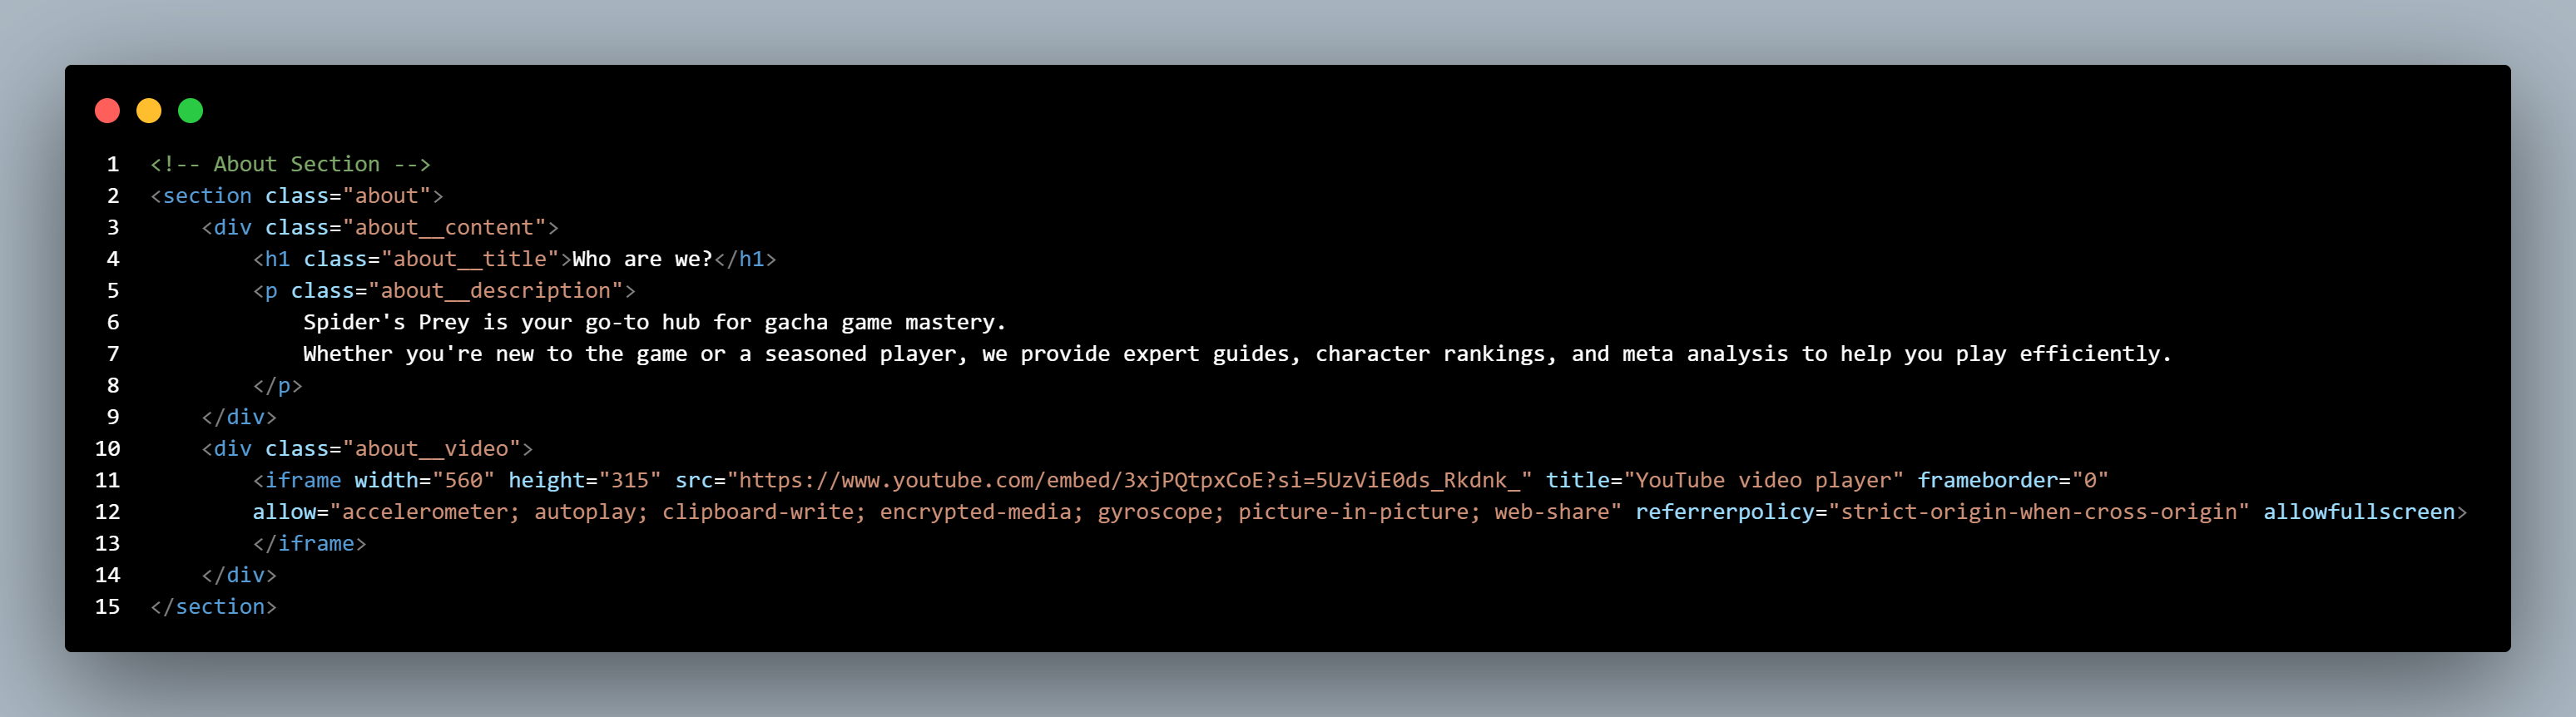 1 <!-- About Section -->
2 <section class="about">
3     <div class="about__content">
4         <h1 class="about__title">Who are we?</h1>
5         <p class="about__description">
6             Spider's Prey is your go-to hub for gacha game mastery.
7             Whether you're new to the game or a seasoned player, we provide expert guides, character rankings, and meta analysis to help you play efficiently.
8         </p>
9     </div>
10     <div class="about__video">
11         <iframe width="560" height="315" src="https://www.youtube.com/embed/3xjPQtpxCoE?si=5UzViE0ds_Rkdnk_" title="YouTube video player" frameborder="0"
12         allow="accelerometer; autoplay; clipboard-write; encrypted-media; gyroscope; picture-in-picture; web-share" referrerpolicy="strict-origin-when-cross-origin" allowfullscreen>
13         </iframe>
14     </div>
15 </section>